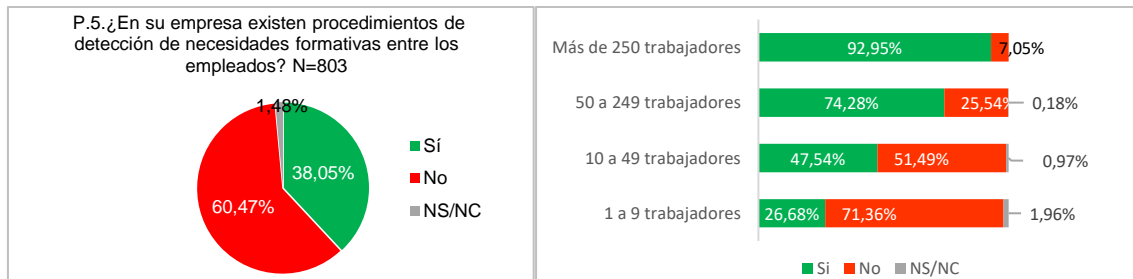 P.5.¿En su empresa existen procedimientos de
detección de necesidades formativas entre los
empleados? N=803
1,48%
38,05%
60,47%
Sí
No
NS/NC
Más de 250 trabajadores
92,95%
7,05%
50 a 249 trabajadores
74,28%
25,54%
0,18%
10 a 49 trabajadores
47,54%
51,49%
0,97%
1 a 9 trabajadores
26,68%
71,36%
1,96%
Si
No
NS/NC